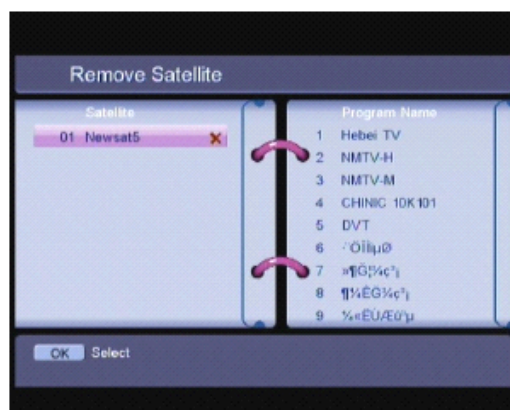 Remove Satellite
Satellite
01 Newsat5
Program Name
1 Hebei TV
2 NMTV-H
3 NMTV-M
4 CHINIC 10K101
5 DVT
6
7
8
9
OK Select